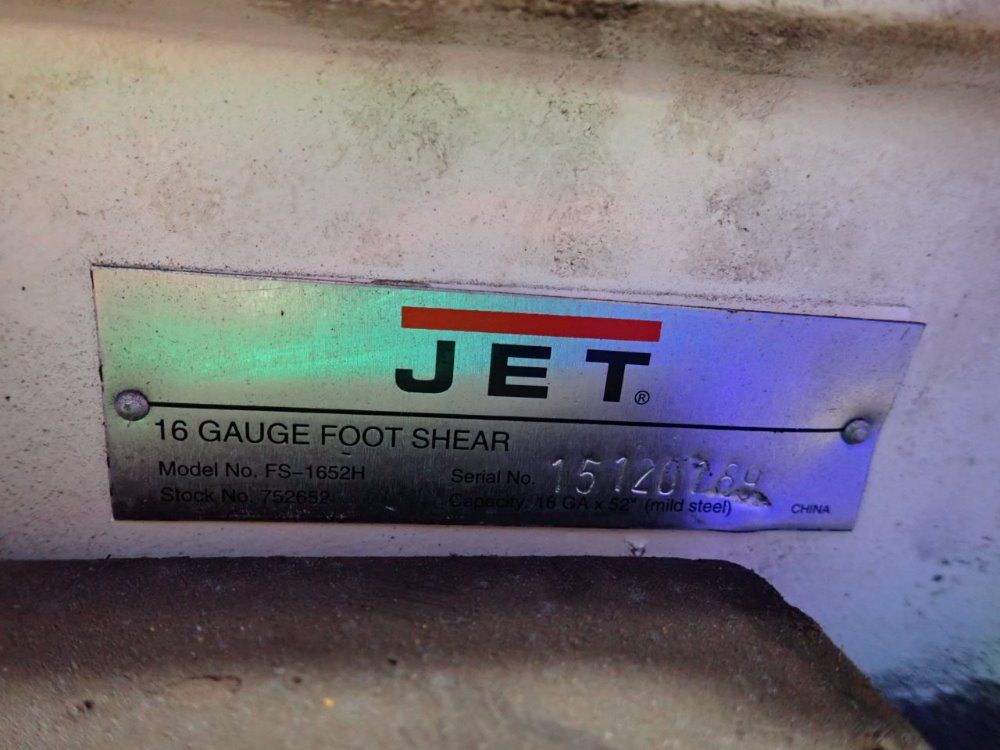 JET®
16 GAUGE FOOT SHEAR
Model No. FS-1652H
Serial No. 15120789
Stock No. 752652
Capacity. 16 GA x 52" (mild steel)
CHINA